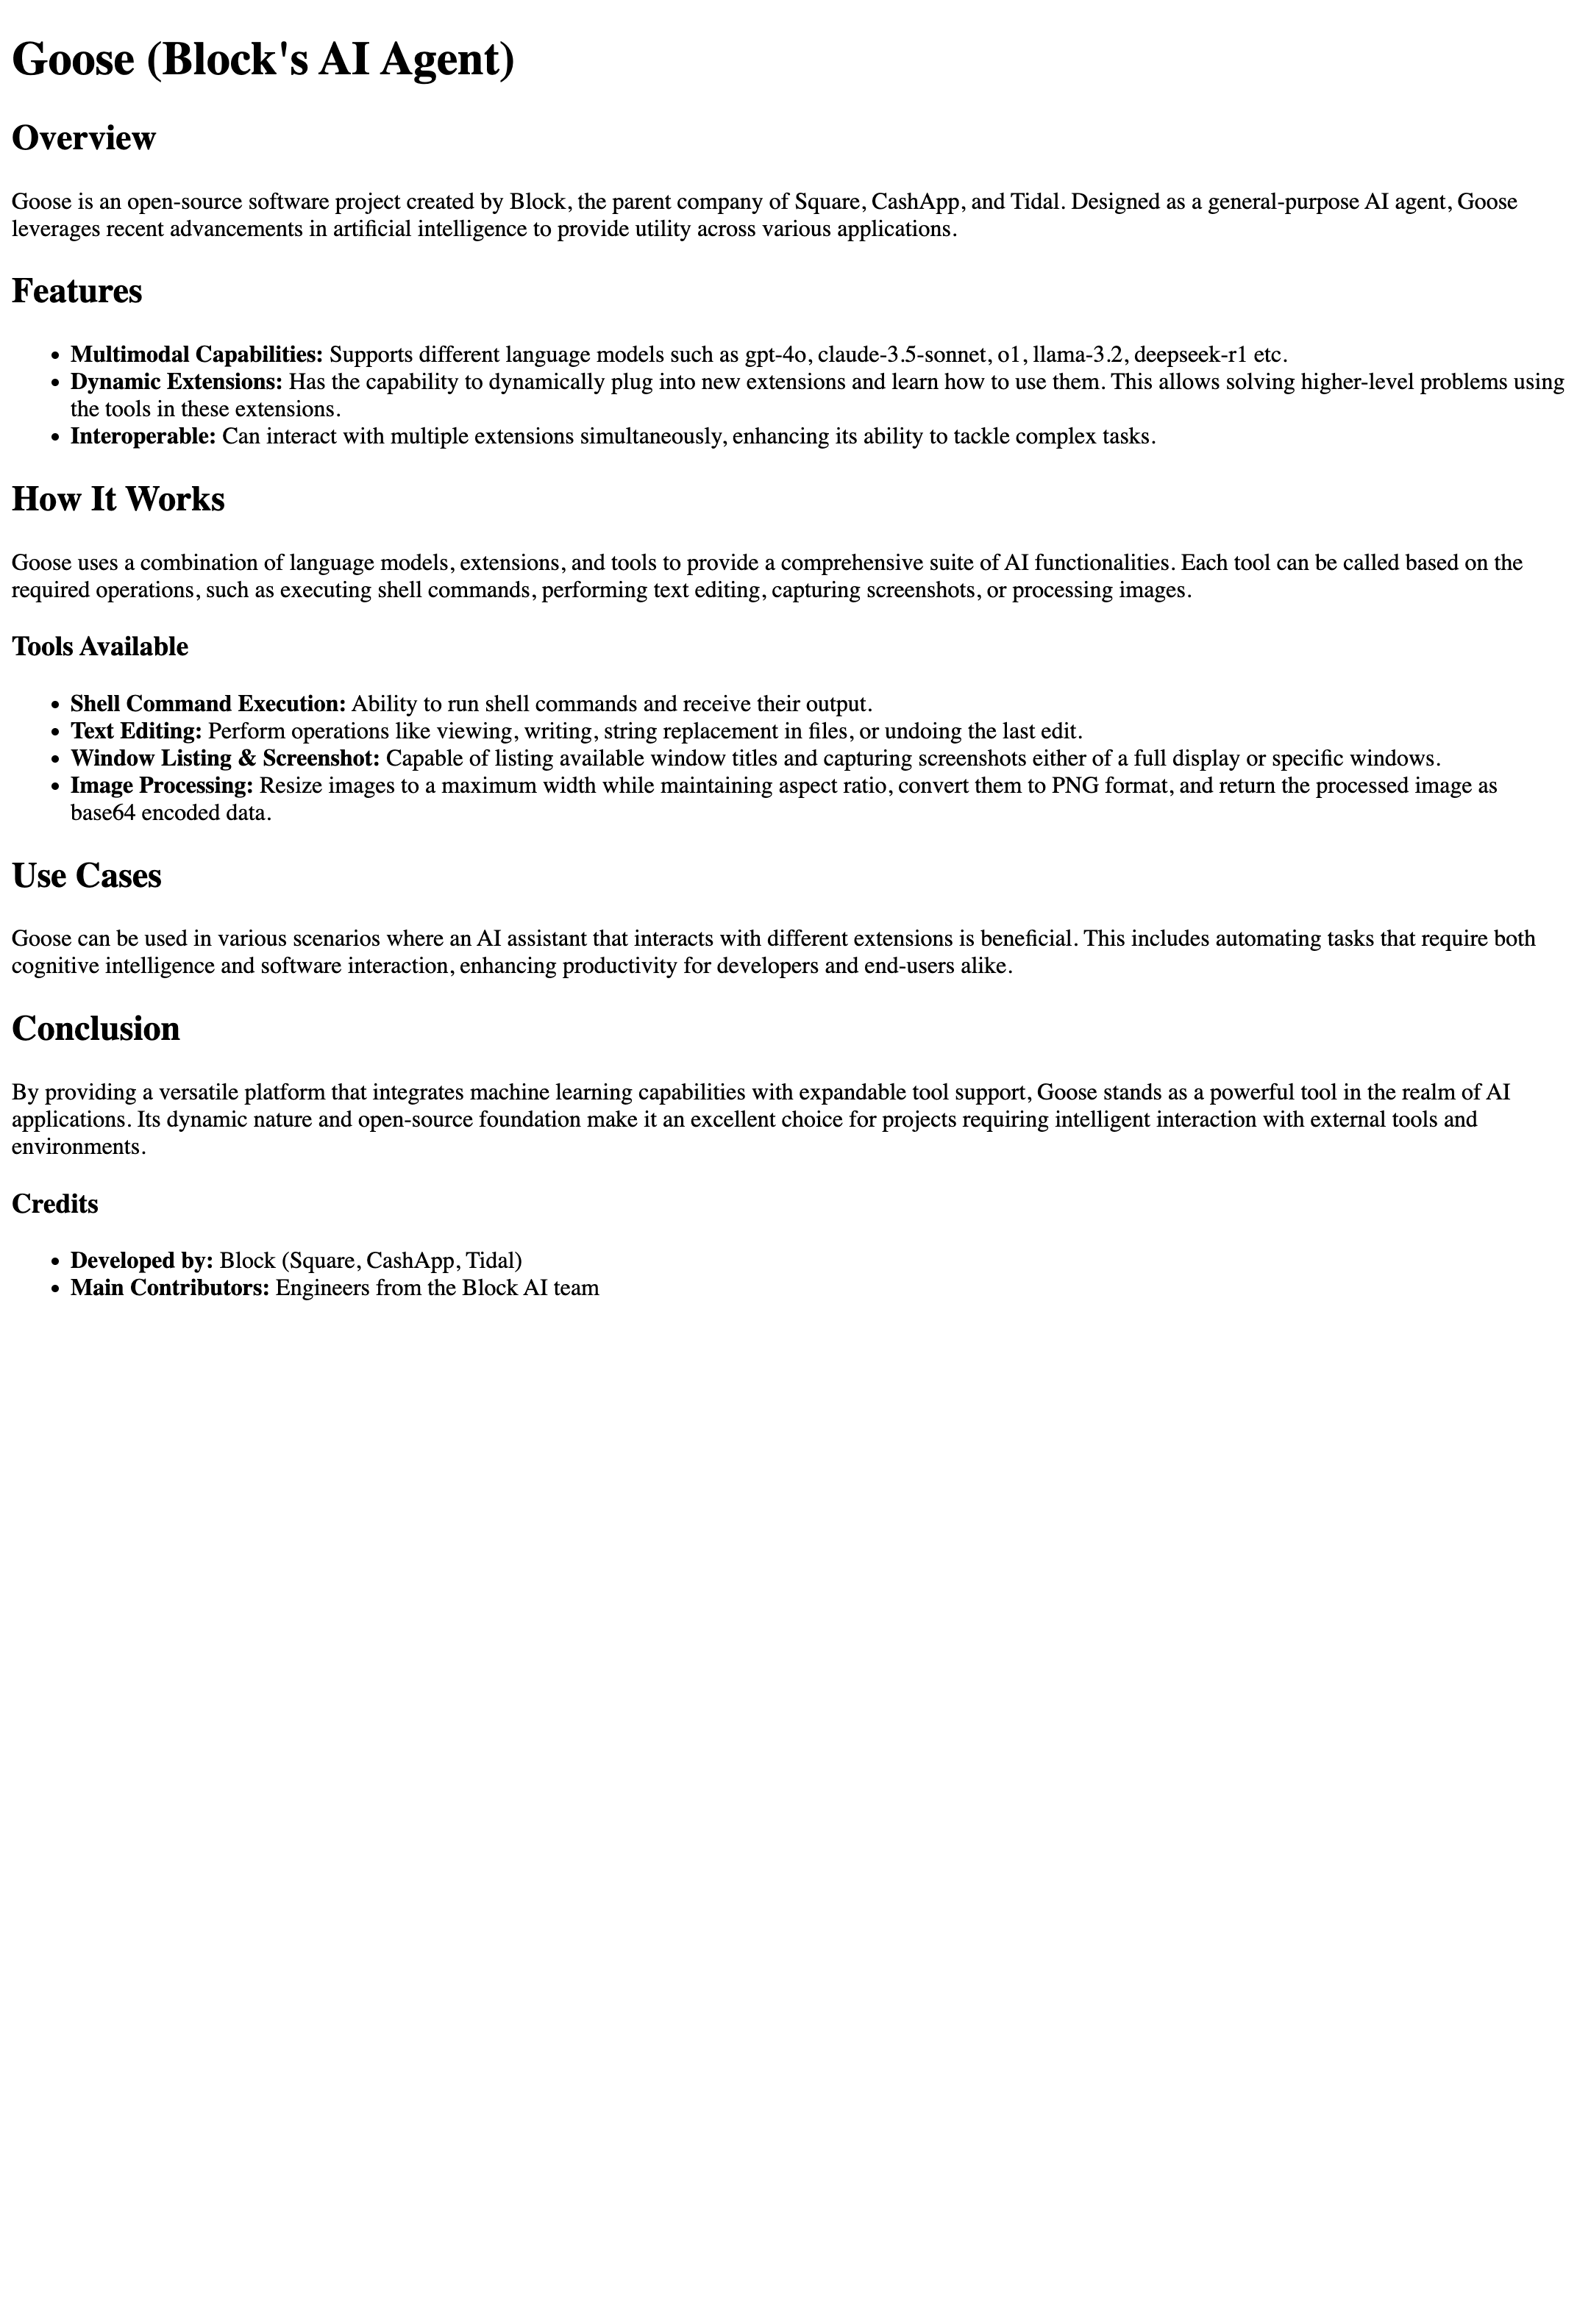 Goose (Block's AI Agent)
Overview
Goose is an open-source software project created by Block, the parent company of Square, CashApp, and Tidal. Designed as a general-purpose AI agent, Goose
leverages recent advancements in artificial intelligence to provide utility across various applications.
Features
• Multimodal Capabilities: Supports different language models such as gpt-4o, claude-3.5-sonnet, o1, llama-3.2, deepseek-r1 etc.
• Dynamic Extensions: Has the capability to dynamically plug into new extensions and learn how to use them. This allows solving higher-level problems using
the tools in these extensions.
• Interoperable: Can interact with multiple extensions simultaneously, enhancing its ability to tackle complex tasks.
How It Works
Goose uses a combination of language models, extensions, and tools to provide a comprehensive suite of AI functionalities. Each tool can be called based on the
required operations, such as executing shell commands, performing text editing, capturing screenshots, or processing images.
Tools Available
• Shell Command Execution: Ability to run shell commands and receive their output.
• Text Editing: Perform operations like viewing, writing, string replacement in files, or undoing the last edit.
• Window Listing & Screenshot: Capable of listing available window titles and capturing screenshots either of a full display or specific windows.
• Image Processing: Resize images to a maximum width while maintaining aspect ratio, convert them to PNG format, and return the processed image as
base64 encoded data.
Use Cases
Goose can be used in various scenarios where an AI assistant that interacts with different extensions is beneficial. This includes automating tasks that require both
cognitive intelligence and software interaction, enhancing productivity for developers and end-users alike.
Conclusion
By providing a versatile platform that integrates machine learning capabilities with expandable tool support, Goose stands as a powerful tool in the realm of AI
applications. Its dynamic nature and open-source foundation make it an excellent choice for projects requiring intelligent interaction with external tools and
environments.
Credits
• Developed by: Block (Square, CashApp, Tidal)
• Main Contributors: Engineers from the Block AI team